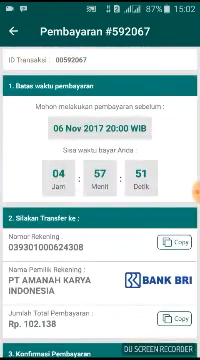 87% 15:02
Pembayaran #592067
ID Transaksi : 00592067
1. Batas waktu pembayaran
Mohon melakukan pembayaran sebelum :
06 Nov 2017 20:00 WIB
Sisa waktu bayar Anda :
04 : 57 : 51
Jam Menit Detik
2. Silakan Transfer ke :
Nomor Rekening
039301000624308
Copy
Nama Pemilik Rekening :
PT AMANAH KARYA
INDONESIA
BANK BRI
Jumlah Total Pembayaran :
Rp. 102.138
Copy
3. Konfirmasi Pembayaran
DU SCREEN RECORDER